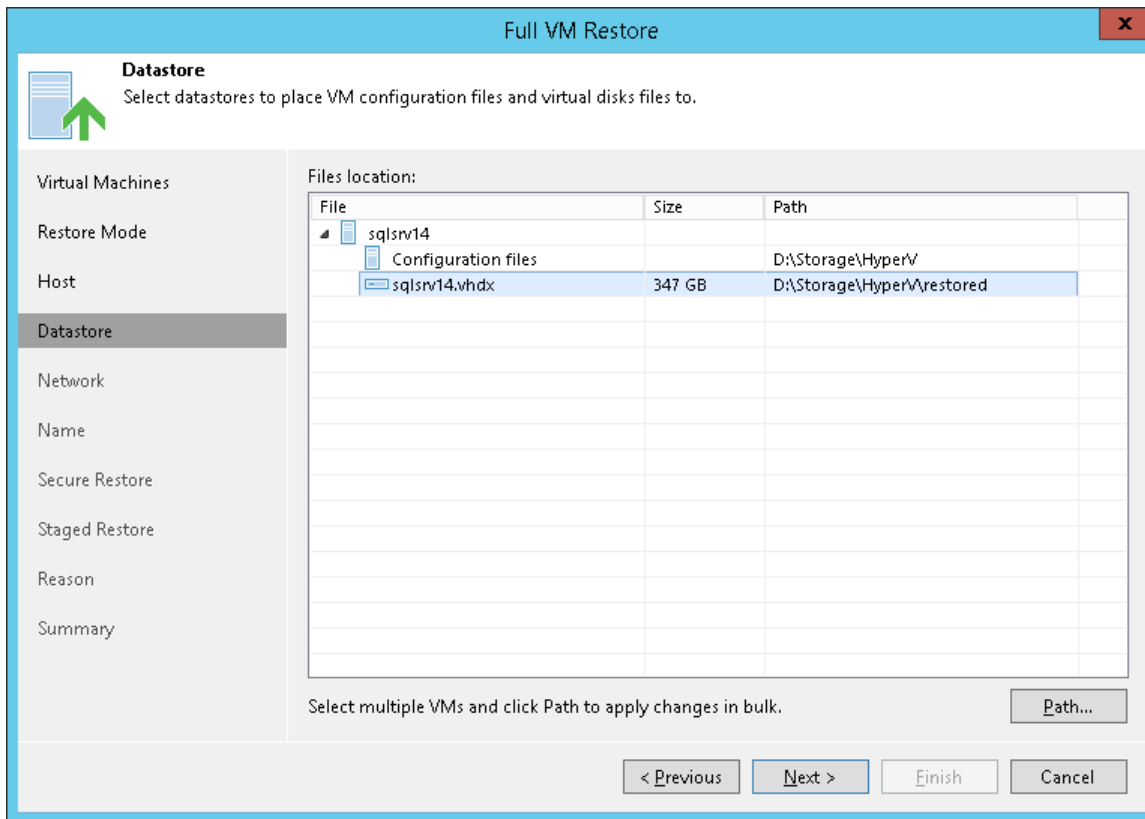 Full VM Restore
x
Datastore
Select datastores to place VM configuration files and virtual disks files to.
Virtual Machines
Restore Mode
Host
Datastore
Network
Name
Secure Restore
Staged Restore
Reason
Summary
Files location:
File Size Path
sqlsrv14
Configuration files D:\Storage\HyperV
sqlsrv14.vhdx 347 GB D:\Storage\HyperV\restored
Select multiple VMs and click Path to apply changes in bulk.
Path...
< Previous Next > Finish Cancel